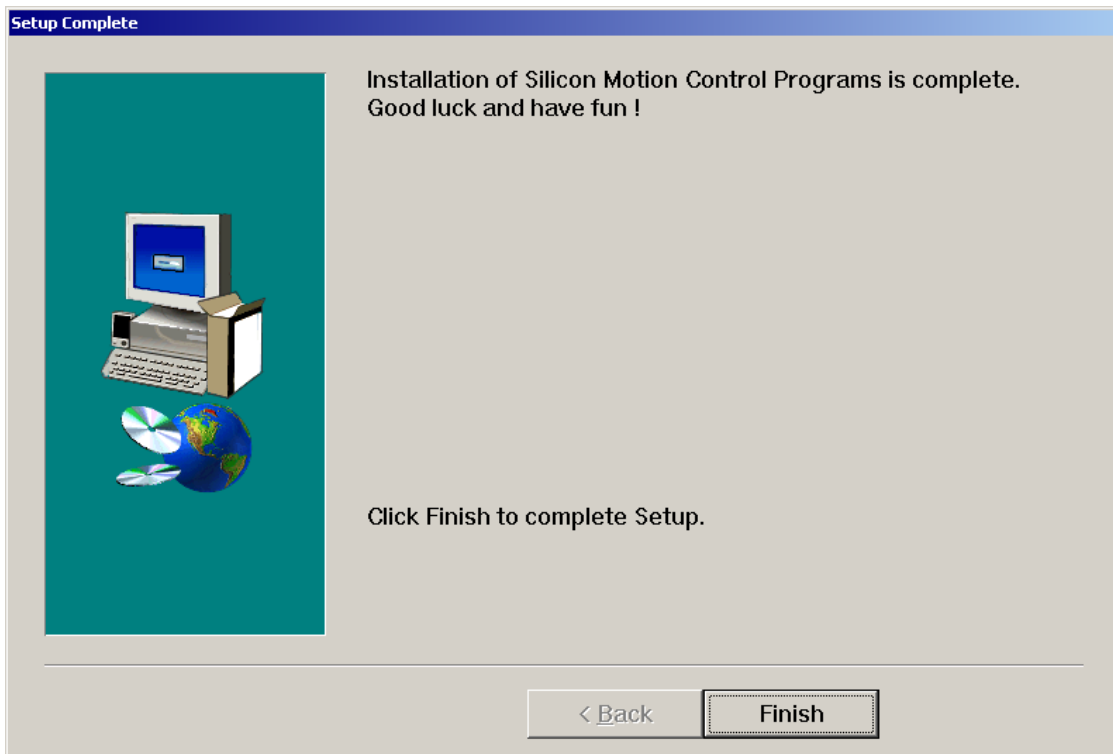 Setup Complete
Installation of Silicon Motion Control Programs is complete.
Good luck and have fun !
Click Finish to complete Setup.
< Back
Finish